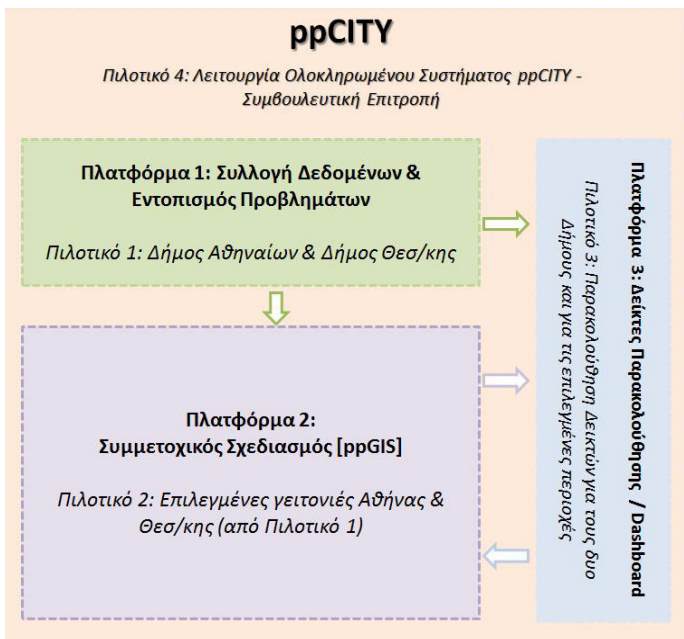 ppCITY
Πιλοτικό 4: Λειτουργία Ολοκληρωμένου Συστήματος ppCITY -
Συμβουλευτική Επιτροπή
Πλατφόρμα 1: Συλλογή Δεδομένων &
Εντοπισμός Προβλημάτων
Πιλοτικό 1: Δήμος Αθηναίων & Δήμος Θεσ/κης
Πλατφόρμα 2:
Συμμετοχικός Σχεδιασμός [ppGIS]
Πιλοτικό 2: Επιλεγμένες γειτονιές Αθήνας &
Θεσ/κης (από Πιλοτικό 1)
Πλατφόρμα 3: Δείκτες Παρακολούθησης / Dashboard
Πιλοτικό 3: Παρακολούθηση Δεικτών για τους δυο
Δήμους και για τις επιλεγμένες περιοχές